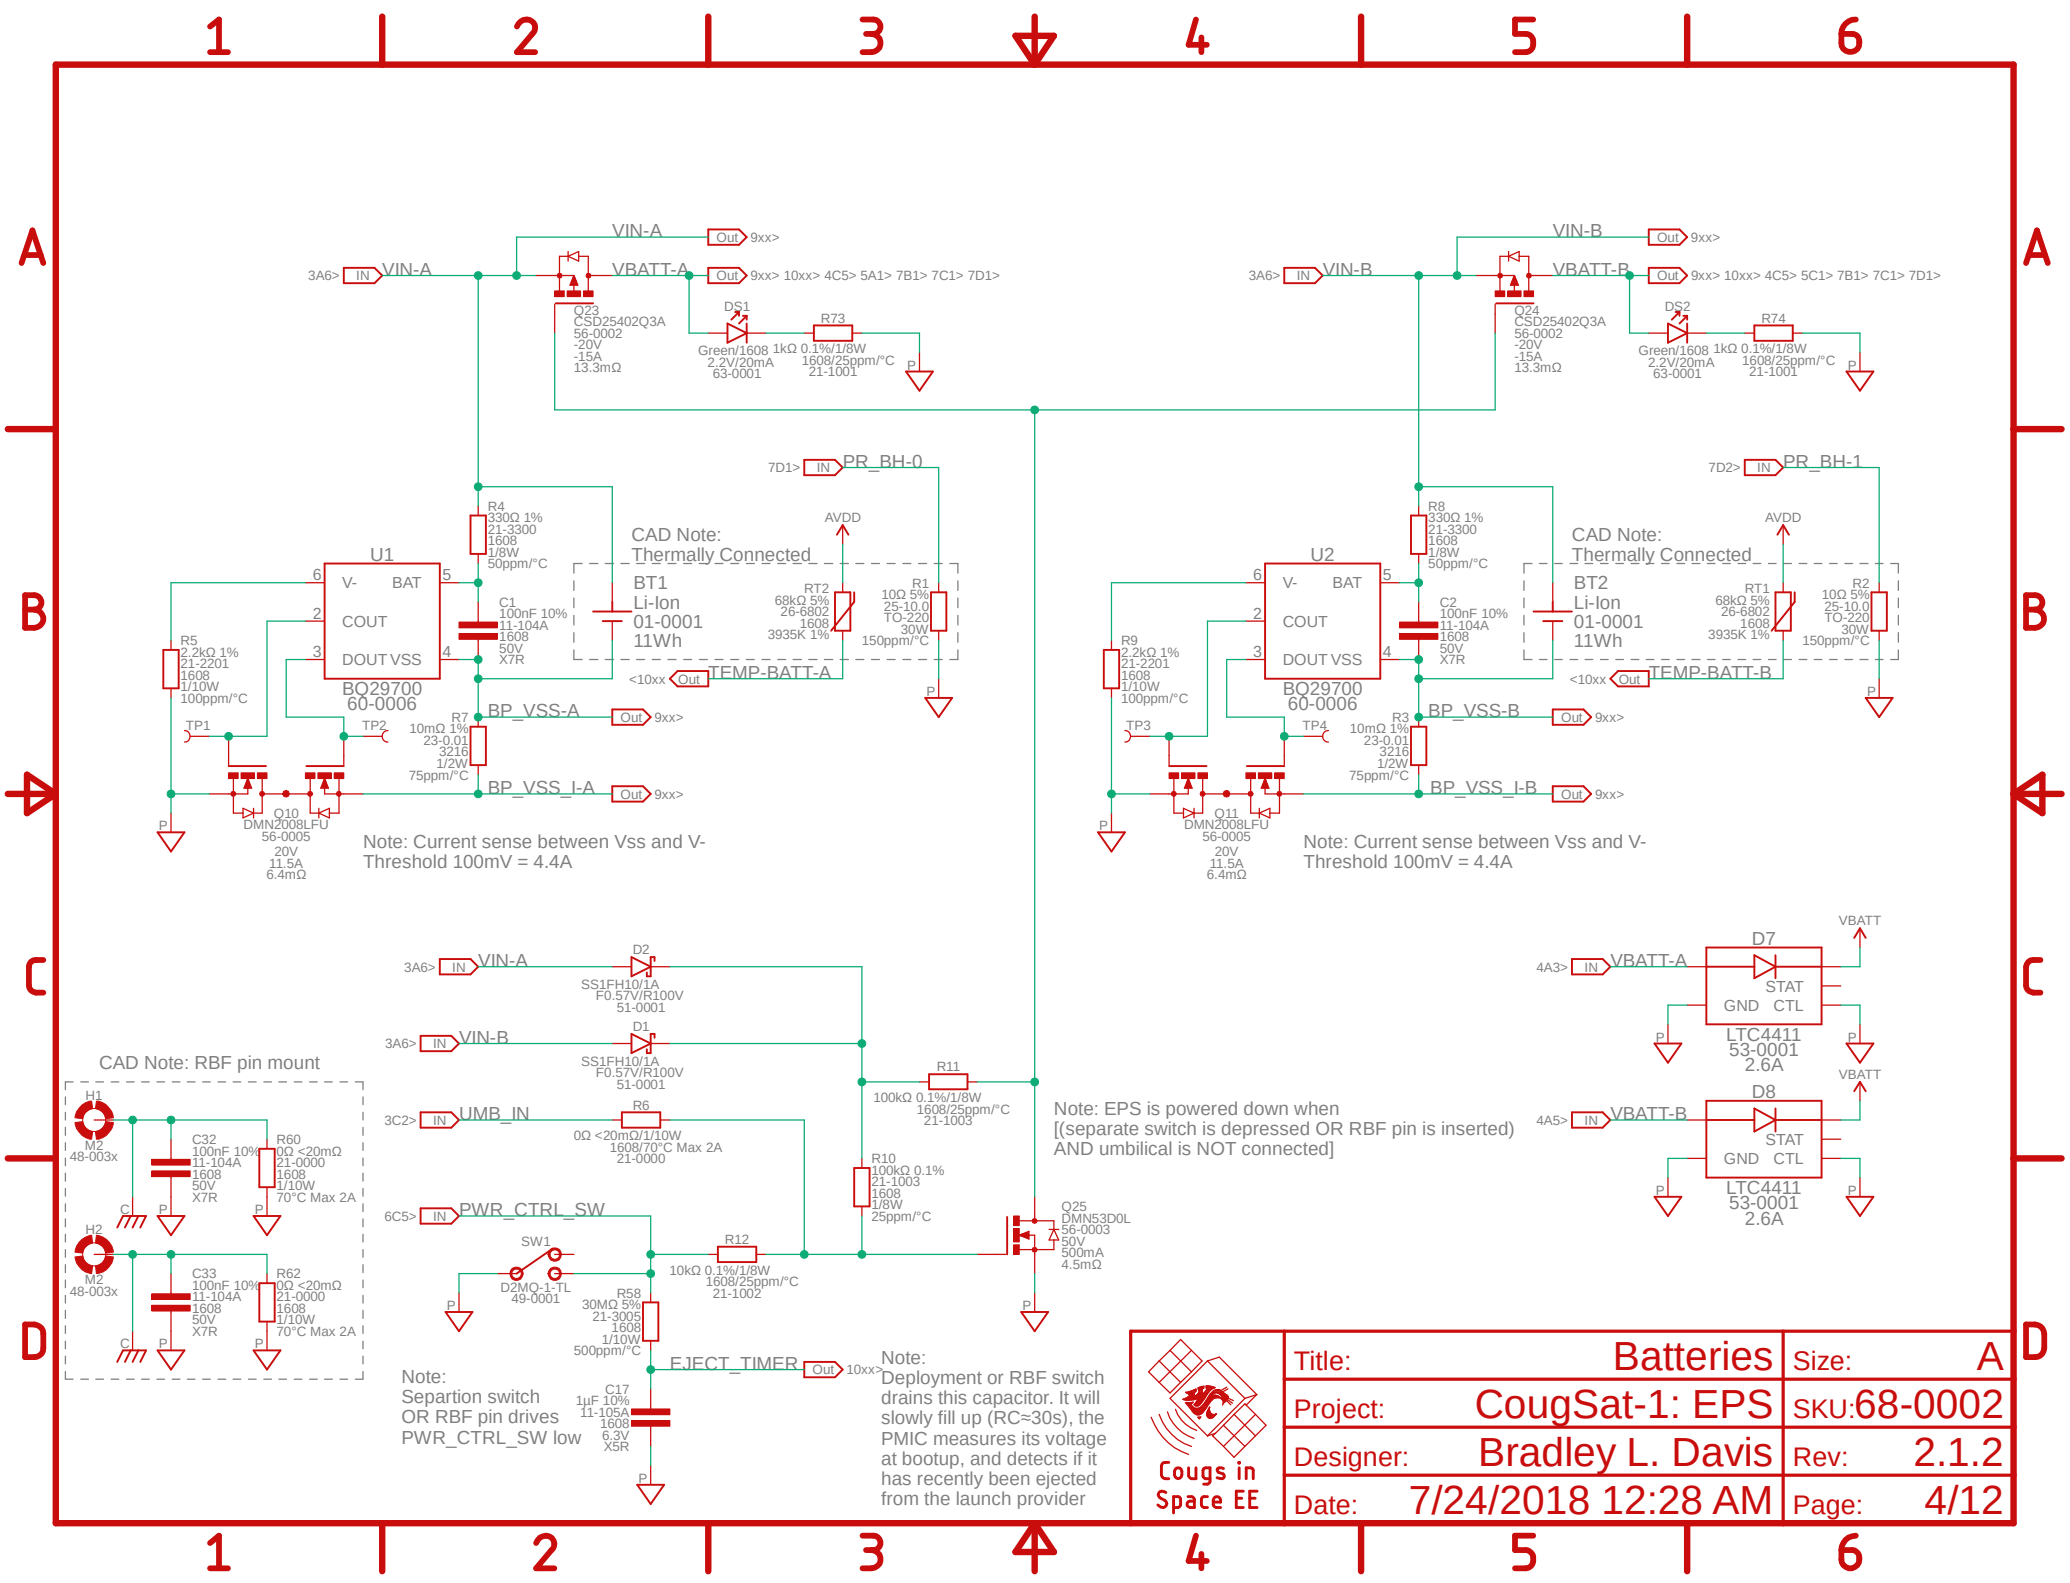 1 2 3 4 5 6
A
A
VIN-A
Out 9xx>
3A6> IN VIN-A
VBATT-A
Out 9xx> 10xx> 4C5> 5A1> 7B1> 7C1> 7D1>
Q23
CSD25402Q3A
56-0002
-20V
-15A
13.3mΩ
DS1
Green/1608
2.2V/20mA
63-0001
R73
1kΩ 0.1%/1/8W
1608/25ppm/°C
21-1001
P
VIN-B
Out 9xx>
3A6> IN VIN-B
VBATT-B
Out 9xx> 10xx> 4C5> 5C1> 7B1> 7C1> 7D1>
Q24
CSD25402Q3A
56-0002
-20V
-15A
13.3mΩ
DS2
Green/1608
2.2V/20mA
63-0001
R74
1kΩ 0.1%/1/8W
1608/25ppm/°C
21-1001
P
B
B
7D1> IN PR_BH-0
R4
330Ω 1%
21-3300
1608
1/8W
50ppm/°C
CAD Note:
Thermally Connected
AVDD
U1
6 V- BAT 5
2 COUT
3 DOUT VSS 4
BQ29700
60-0006
C1
100nF 10%
11-104A
1608
50V
X7R
BT1
Li-Ion
01-0001
11Wh
RT2
68kΩ 5%
26-6802
1608
3935K 1%
R1
10Ω 5%
25-10.0
TO-220
30W
150ppm/°C
P
<10xx Out TEMP-BATT-A
R5
2.2kΩ 1%
21-2201
1608
1/10W
100ppm/°C
BP_VSS-A
Out 9xx>
TP1
TP2
R7
10mΩ 1%
23-0.01
3216
1/2W
75ppm/°C
BP_VSS_I-A
Out 9xx>
P
Q10
DMN2008LFU
56-0005
20V
11.5A
6.4mΩ
Note: Current sense between Vss and V-
Threshold 100mV = 4.4A
7D2> IN PR_BH-1
R8
330Ω 1%
21-3300
1608
1/8W
50ppm/°C
CAD Note:
Thermally Connected
AVDD
U2
6 V- BAT 5
2 COUT
3 DOUT VSS 4
BQ29700
60-0006
C2
100nF 10%
11-104A
1608
50V
X7R
BT2
Li-Ion
01-0001
11Wh
RT1
68kΩ 5%
26-6802
1608
3935K 1%
R2
10Ω 5%
25-10.0
TO-220
30W
150ppm/°C
P
<10xx Out TEMP-BATT-B
R9
2.2kΩ 1%
21-2201
1608
1/10W
100ppm/°C
BP_VSS-B
Out 9xx>
TP3
TP4
R3
10mΩ 1%
23-0.01
3216
1/2W
75ppm/°C
BP_VSS_I-B
Out 9xx>
P
Q11
DMN2008LFU
56-0005
20V
11.5A
6.4mΩ
Note: Current sense between Vss and V-
Threshold 100mV = 4.4A
C
C
3A6> IN VIN-A
D2
SS1FH10/1A
F0.57V/R100V
51-0001
3A6> IN VIN-B
D1
SS1FH10/1A
F0.57V/R100V
51-0001
3C2> IN UMB_IN
R6
0Ω <20mΩ/1/10W
1608/70°C Max 2A
21-0000
R11
100kΩ 0.1%/1/8W
1608/25ppm/°C
21-1003
R10
100kΩ 0.1%
21-1003
1608
1/8W
25ppm/°C
Note: EPS is powered down when
[(separate switch is depressed OR RBF pin is inserted)
AND umbilical is NOT connected]
VBATT
D7
4A3> IN VBATT-A
STAT
GND CTL
P
P
LTC4411
53-0001
2.6A
VBATT
D8
4A5> IN VBATT-B
STAT
GND CTL
P
P
LTC4411
53-0001
2.6A
CAD Note: RBF pin mount
H1
M2
48-003x
C32
100nF 10%
11-104A
1608
50V
X7R
R60
0Ω <20mΩ
21-0000
1608
1/10W
70°C Max 2A
C
P
P
H2
M2
48-003x
C33
100nF 10%
11-104A
1608
50V
X7R
R62
0Ω <20mΩ
21-0000
1608
1/10W
70°C Max 2A
C
P
P
D
D
6C5> IN PWR_CTRL_SW
SW1
D2MQ-1-TL
49-0001
P
R12
10kΩ 0.1%/1/8W
1608/25ppm/°C
21-1002
Q25
DMN53D0L
56-0003
50V
500mA
4.5mΩ
P
R58
30MΩ 5%
21-3005
1608
1/10W
500ppm/°C
EJECT_TIMER
Out 10xx>
C17
1µF 10%
11-105A
1608
6.3V
X5R
P
Note:
Separtion switch
OR RBF pin drives
PWR_CTRL_SW low
Note:
Deployment or RBF switch
drains this capacitor. It will
slowly fill up (RC≈30s), the
PMIC measures its voltage
at bootup, and detects if it
has recently been ejected
from the launch provider
Cougs in
Space EE
Title: Batteries
Size: A
Project: CougSat-1: EPS
SKU: 68-0002
Designer: Bradley L. Davis
Rev: 2.1.2
Date: 7/24/2018 12:28 AM
Page: 4/12
1 2 3 4 5 6